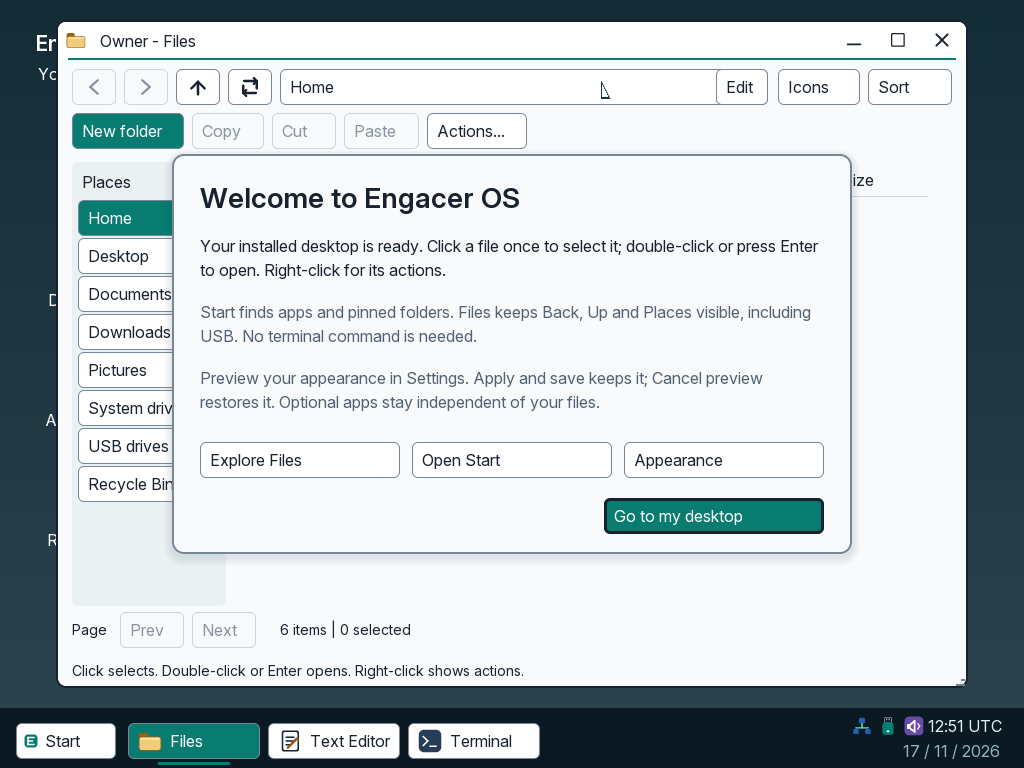 Owner - Files
Home
Edit
Icons
Sort
New folder
Copy
Cut
Paste
Actions...
Places
Home
Desktop
Documents
Downloads
Pictures
USB drives
Welcome to Engacer OS
Your installed desktop is ready. Click a file once to select it; double-click or press Enter
to open. Right-click for its actions.
Start finds apps and pinned folders. Files keeps Back, Up and Places visible, including
USB. No terminal command is needed.
Preview your appearance in Settings. Apply and save keeps it; Cancel preview
restores it. Optional apps stay independent of your files.
Explore Files
Open Start
Appearance
Go to my desktop
System driv
Recycle Bin
ize
Page
Prev
Next
6 items | 0 selected
Click selects. Double-click or Enter opens. Right-click shows actions.
Start
Files
Text Editor
Terminal
12:51 UTC
17 / 11 / 2026